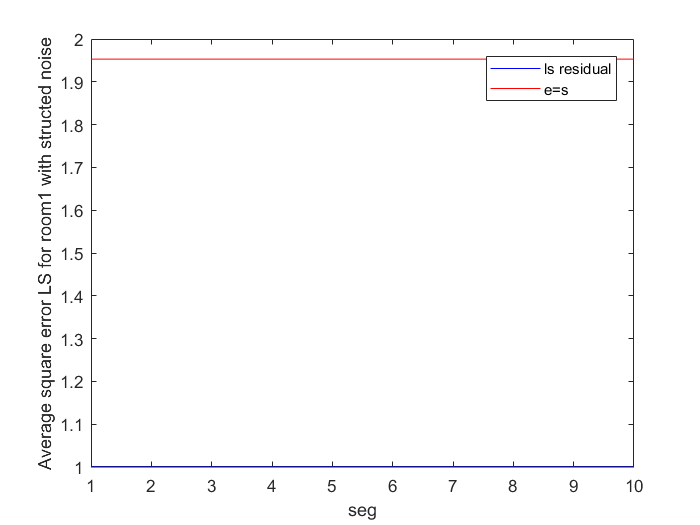 Average square error LS for room1 with structed noise
2
1.9
1.8
1.7
1.6
1.5
1.4
1.3
1.2
1.1
1
ls residual
e=s
1 2 3 4 5 6 7 8 9 10
seg